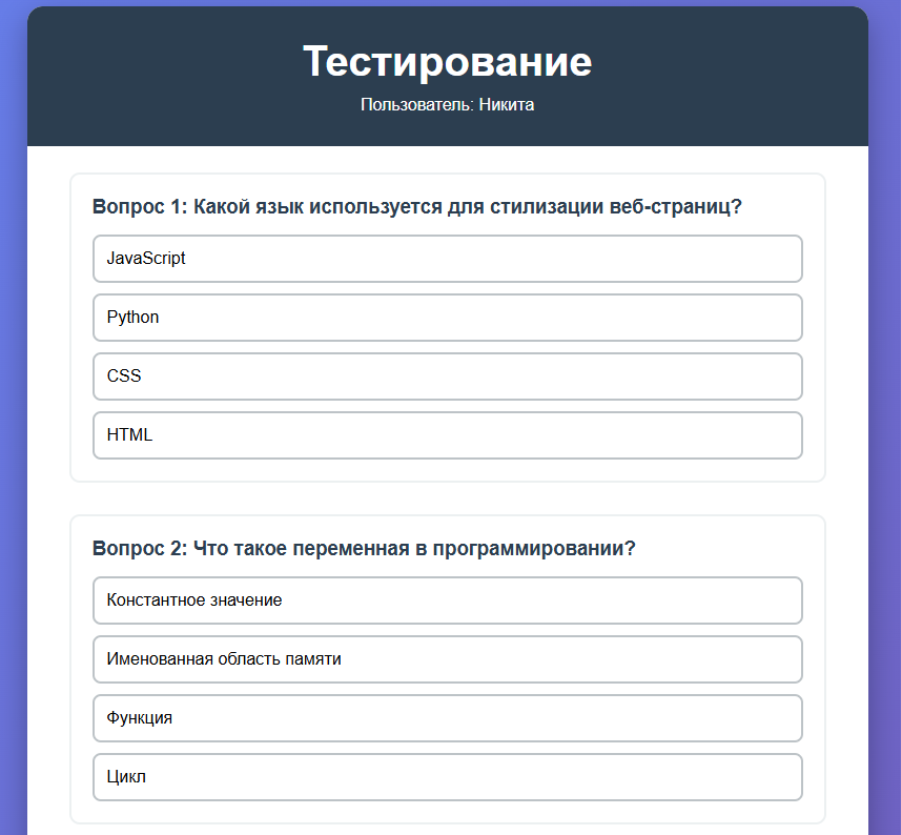 Тестирование
Пользователь: Никита
Вопрос 1: Какой язык используется для стилизации веб-страниц?
JavaScript
Python
CSS
HTML
Вопрос 2: Что такое переменная в программировании?
Константное значение
Именованная область памяти
Функция
Цикл